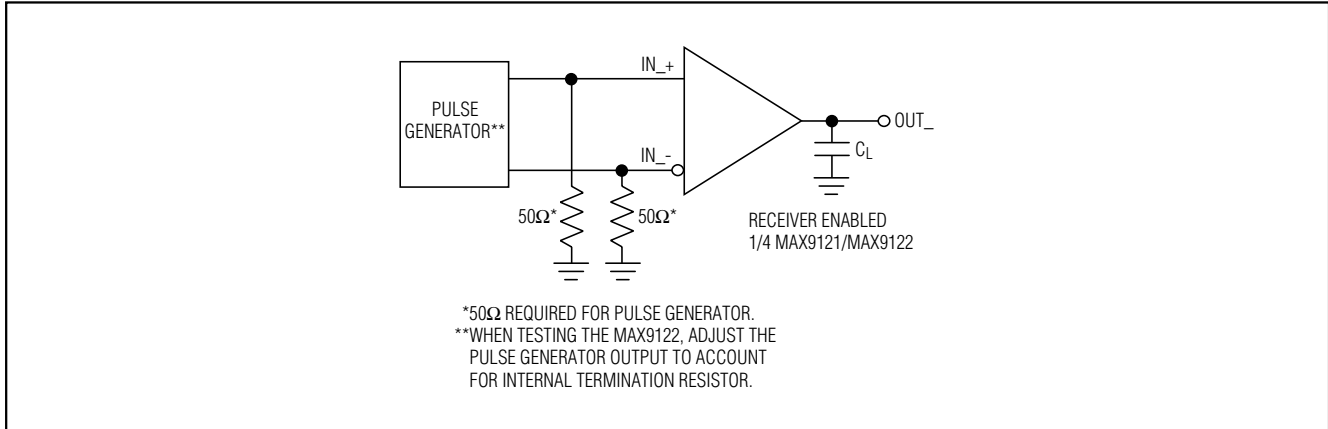 PULSE
GENERATOR**
IN_+
IN_-
OUT_
C_L
50Ω*
50Ω*
RECEIVER ENABLED
1/4 MAX9121/MAX9122
*50Ω REQUIRED FOR PULSE GENERATOR.
**WHEN TESTING THE MAX9122, ADJUST THE
PULSE GENERATOR OUTPUT TO ACCOUNT
FOR INTERNAL TERMINATION RESISTOR.